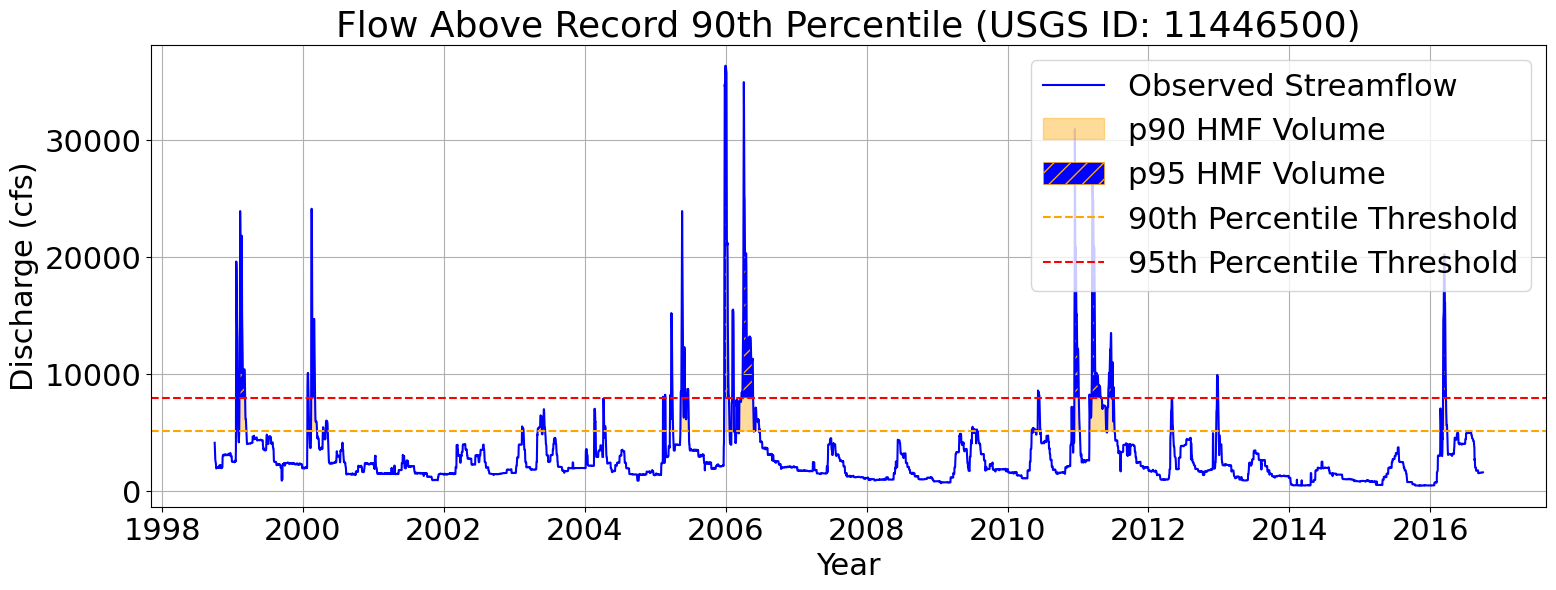 Flow Above Record 90th Percentile (USGS ID: 11446500)
Discharge (cfs)
30000
20000
10000
0
Observed Streamflow
p90 HMF Volume
p95 HMF Volume
90th Percentile Threshold
95th Percentile Threshold
1998 2000 2002 2004 2006 2008 2010 2012 2014 2016
Year